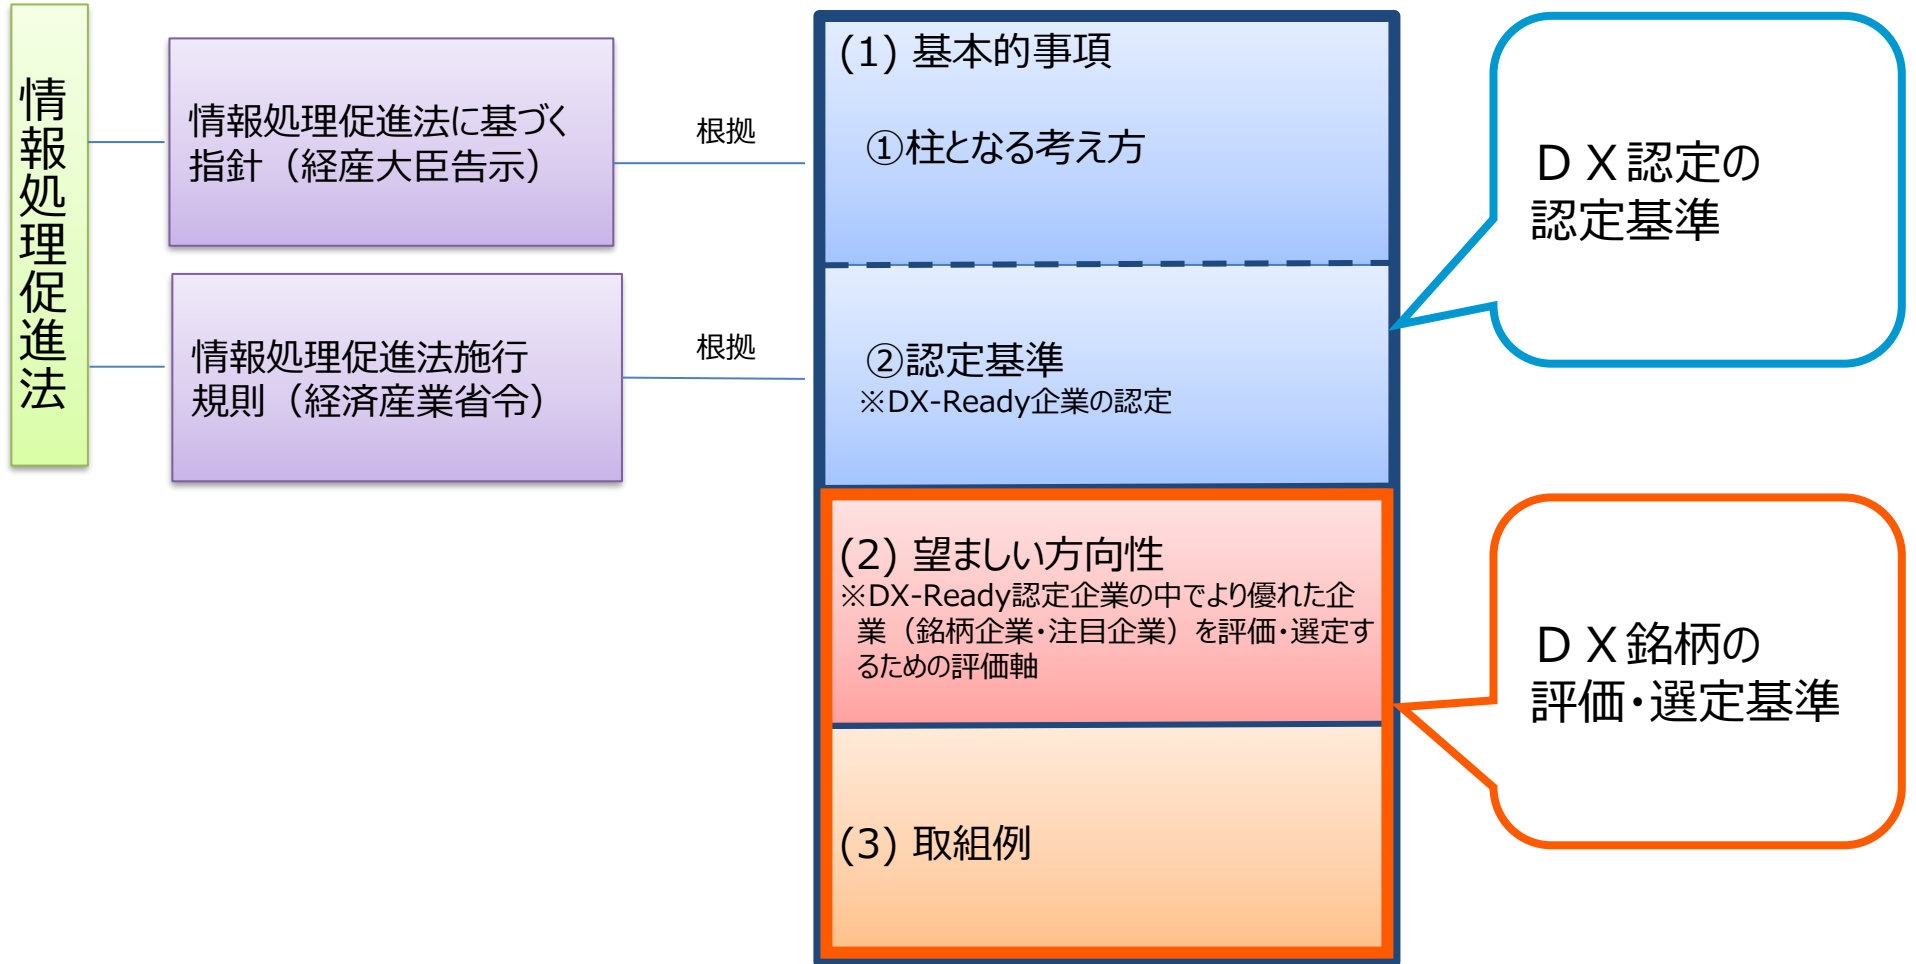 情報処理促進法
情報処理促進法に基づく
指針（経産大臣告示）
根拠
情報処理促進法施行
規則（経済産業省令）
根拠
(1) 基本的事項
①柱となる考え方
②認定基準
※DX-Ready企業の認定
(2) 望ましい方向性
※DX-Ready認定企業の中でより優れた企
業（銘柄企業・注目企業）を評価・選定す
るための評価軸
(3) 取組例
ＤＸ認定の
認定基準
ＤＸ銘柄の
評価・選定基準